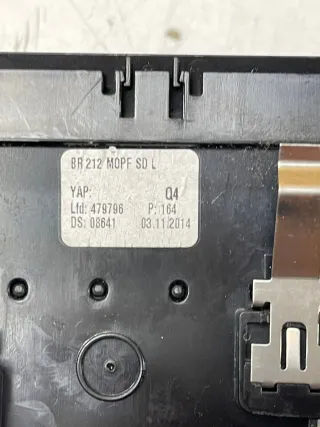 BR 212 MOPF SD L
YAP: Q4
Lfd: 479796 P: 164
DS: 08641 03.11.2014